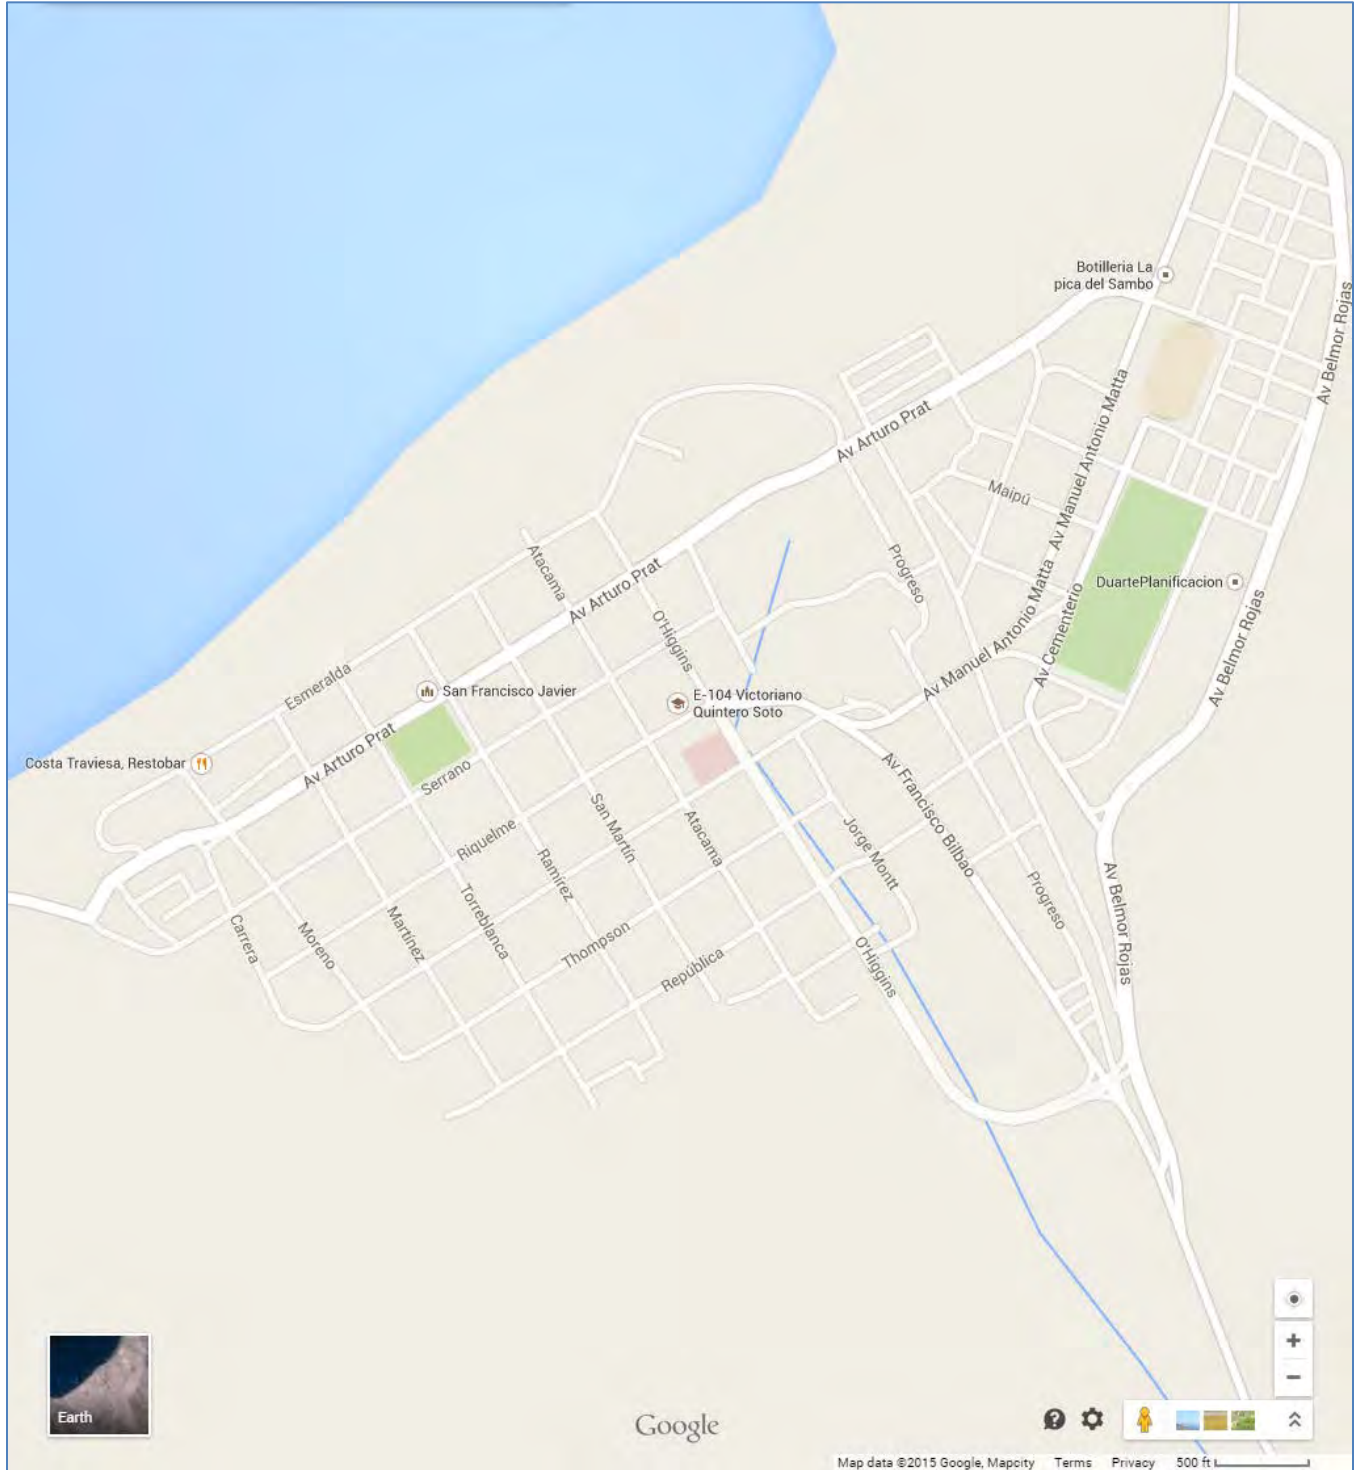 Botilleria La
pica del Sambo
Av Belmor Rojas
Av Manuel Antonio Matta
Av Arturo Prat
Maipú
Atacama
Av Arturo Prat
Progreso
Av Manuel Antonio Matta
Av Cementerio
DuartePlanificacion
O'Higgins
Av Belmor Rojas
Esmeralda
San Francisco Javier
E-104 Victoriano
Quintero Soto
Costa Traviesa, Restobar
Av Arturo Prat
Serrano
Av Francisco Bilbao
Riquelme
San Martín
Atacama
Jorge Montt
Ramírez
Torreblanca
Progreso
Av Belmor Rojas
Carrera
Moreno
Martínez
Thompson
República
O'Higgins
Earth
Google
Map data ©2015 Google, Mapcity Terms Privacy 500 ft